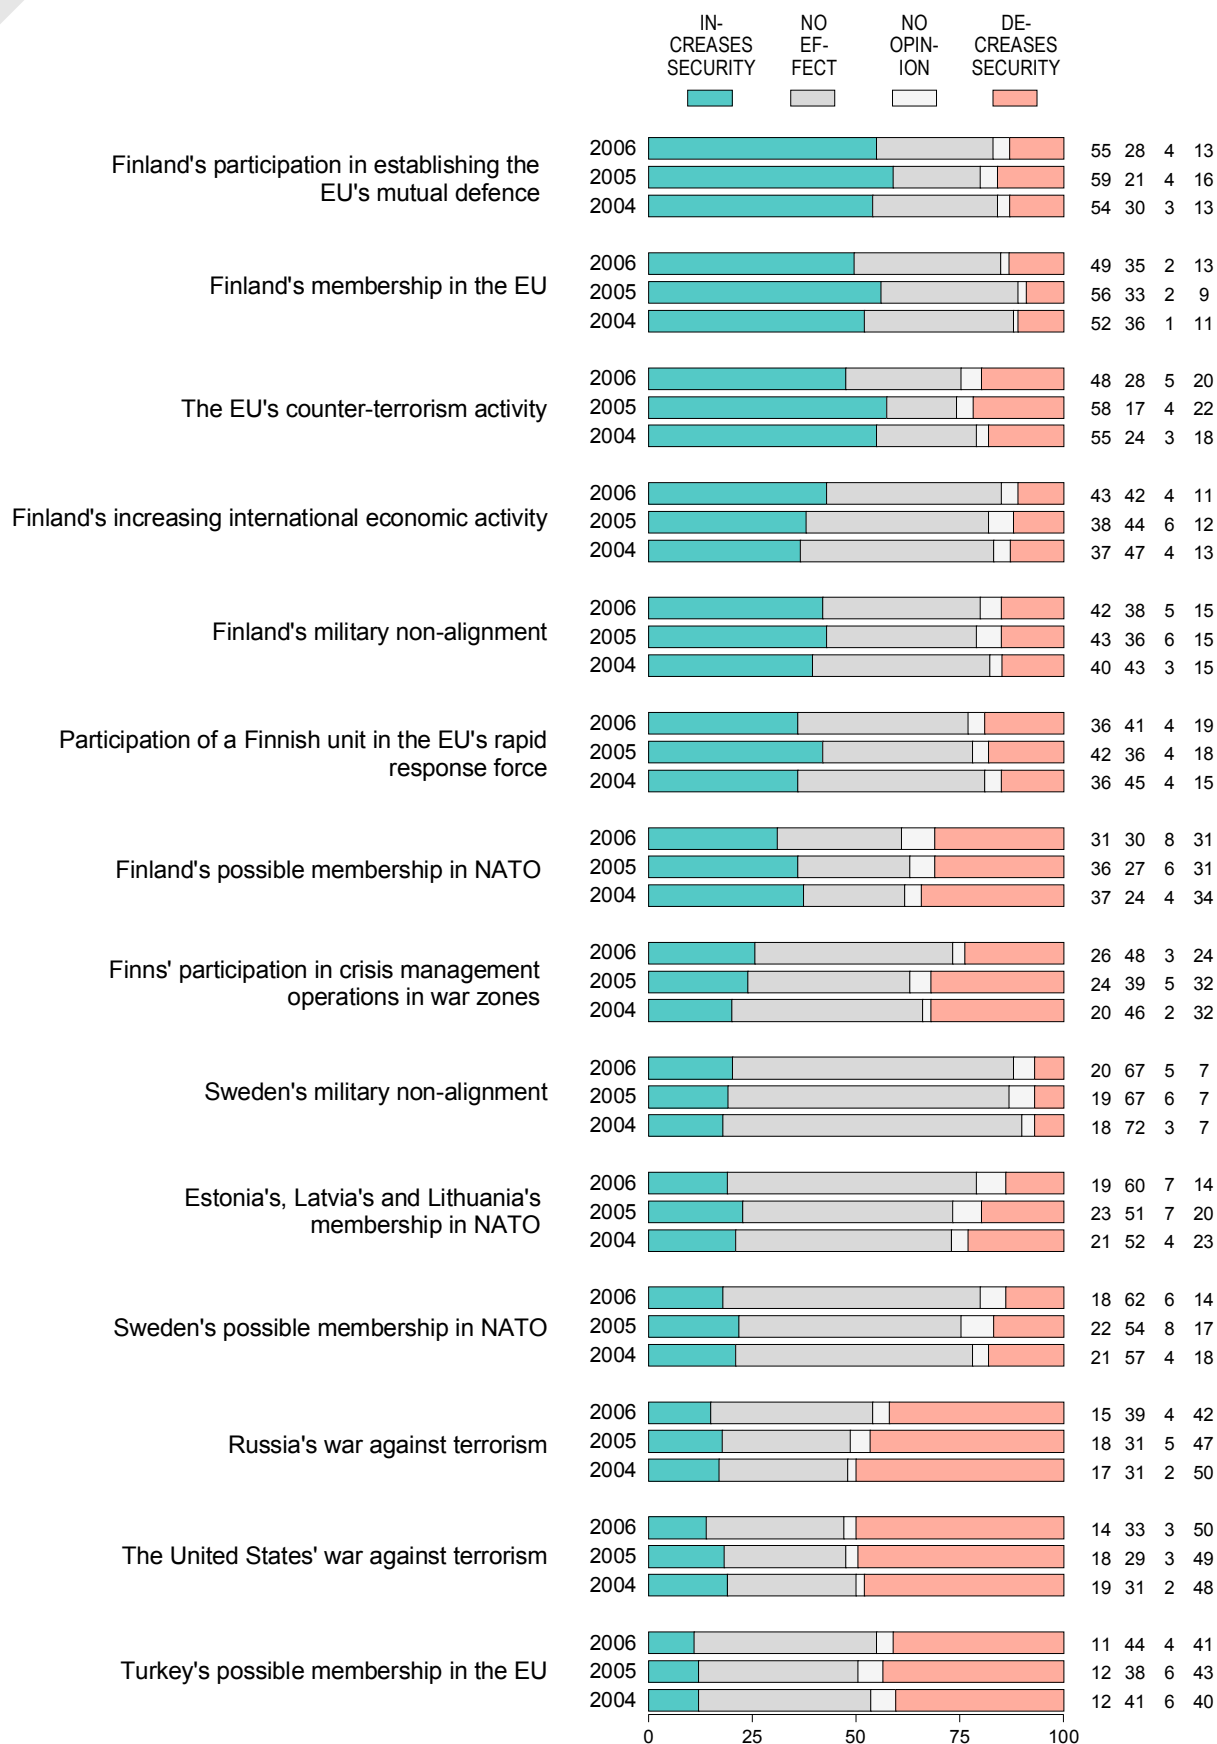 IN-
CREASES
SECURITY
NO
EF-
FECT
NO
OPIN-
ION
DE-
CREASES
SECURITY
Finland's participation in establishing the
EU's mutual defence
2006 55 28 4 13
2005 59 21 4 16
2004 54 30 3 13
Finland's membership in the EU
2006 49 35 2 13
2005 56 33 2 9
2004 52 36 1 11
The EU's counter-terrorism activity
2006 48 28 5 20
2005 58 17 4 22
2004 55 24 3 18
Finland's increasing international economic activity
2006 43 42 4 11
2005 38 44 6 12
2004 37 47 4 13
Finland's military non-alignment
2006 42 38 5 15
2005 43 36 6 15
2004 40 43 3 15
Participation of a Finnish unit in the EU's rapid
response force
2006 36 41 4 19
2005 42 36 4 18
2004 36 45 4 15
Finland's possible membership in NATO
2006 31 30 8 31
2005 36 27 6 31
2004 37 24 4 34
Finns' participation in crisis management
operations in war zones
2006 26 48 3 24
2005 24 39 5 32
2004 20 46 2 32
Sweden's military non-alignment
2006 20 67 5 7
2005 19 67 6 7
2004 18 72 3 7
Estonia's, Latvia's and Lithuania's
membership in NATO
2006 19 60 7 14
2005 23 51 7 20
2004 21 52 4 23
Sweden's possible membership in NATO
2006 18 62 6 14
2005 22 54 8 17
2004 21 57 4 18
Russia's war against terrorism
2006 15 39 4 42
2005 18 31 5 47
2004 17 31 2 50
The United States' war against terrorism
2006 14 33 3 50
2005 18 29 3 49
2004 19 31 2 48
Turkey's possible membership in the EU
2006 11 44 4 41
2005 12 38 6 43
2004 12 41 6 40
0 25 50 75 100